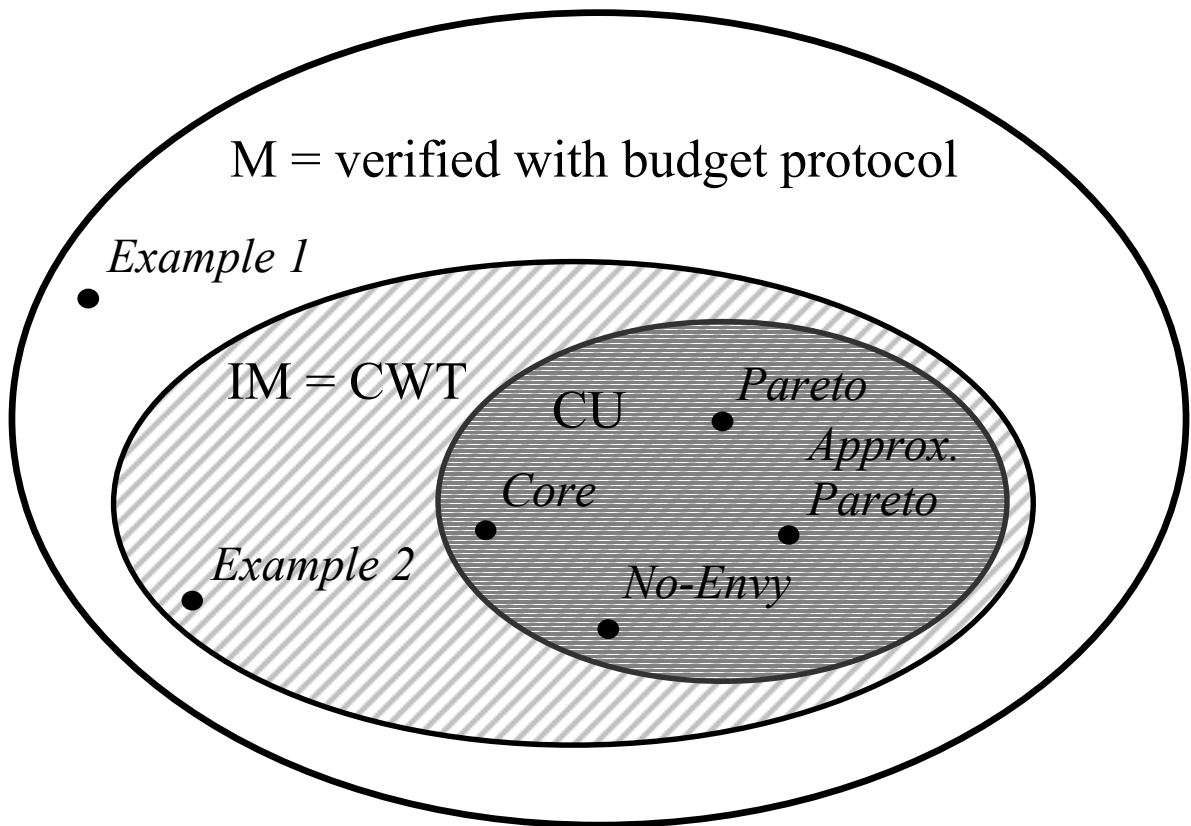 M = verified with budget protocol
Example 1
IM = CWT
CU
Pareto
Approx.
Pareto
Core
Example 2
No-Envy